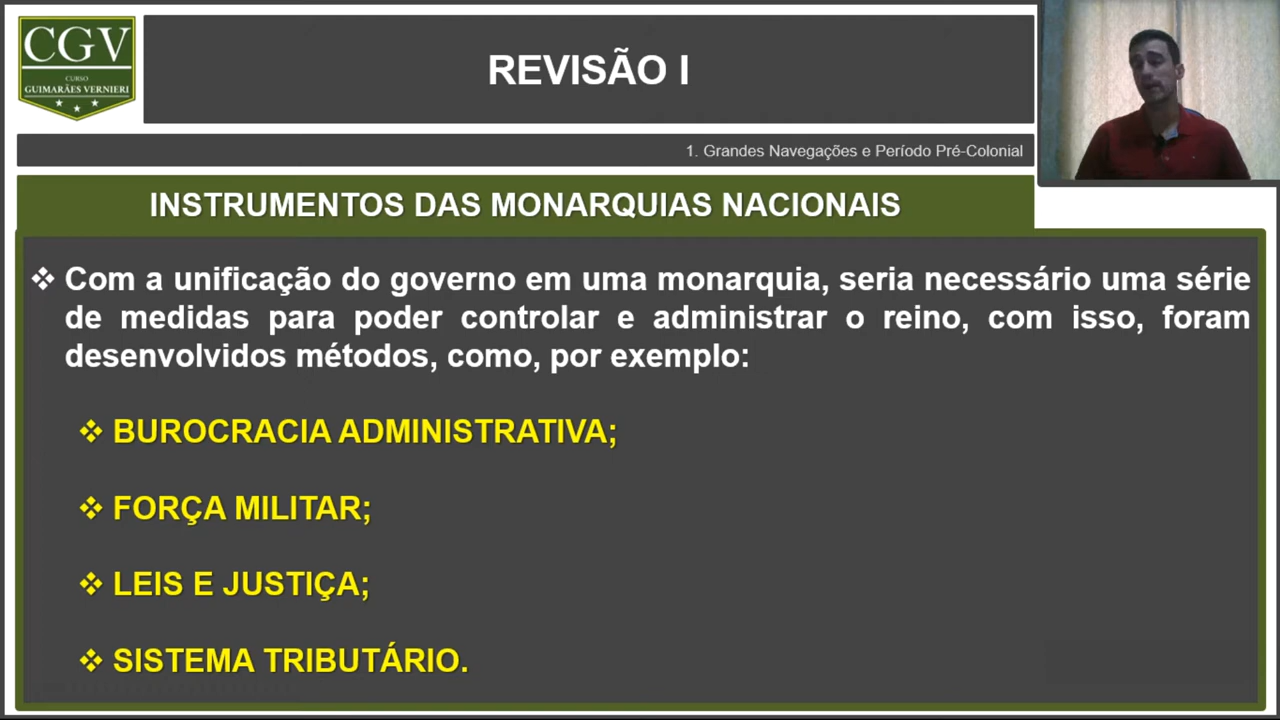 CGV
CURSO
GUIMARÃES VERNIERI
REVISÃO I
1. Grandes Navegações e Período Pré-Colonial
INSTRUMENTOS DAS MONARQUIAS NACIONAIS
❖ Com a unificação do governo em uma monarquia, seria necessário uma série
de medidas para poder controlar e administrar o reino, com isso, foram
desenvolvidos métodos, como, por exemplo:
❖ BUROCRACIA ADMINISTRATIVA;
❖ FORÇA MILITAR;
❖ LEIS E JUSTIÇA;
❖ SISTEMA TRIBUTÁRIO.